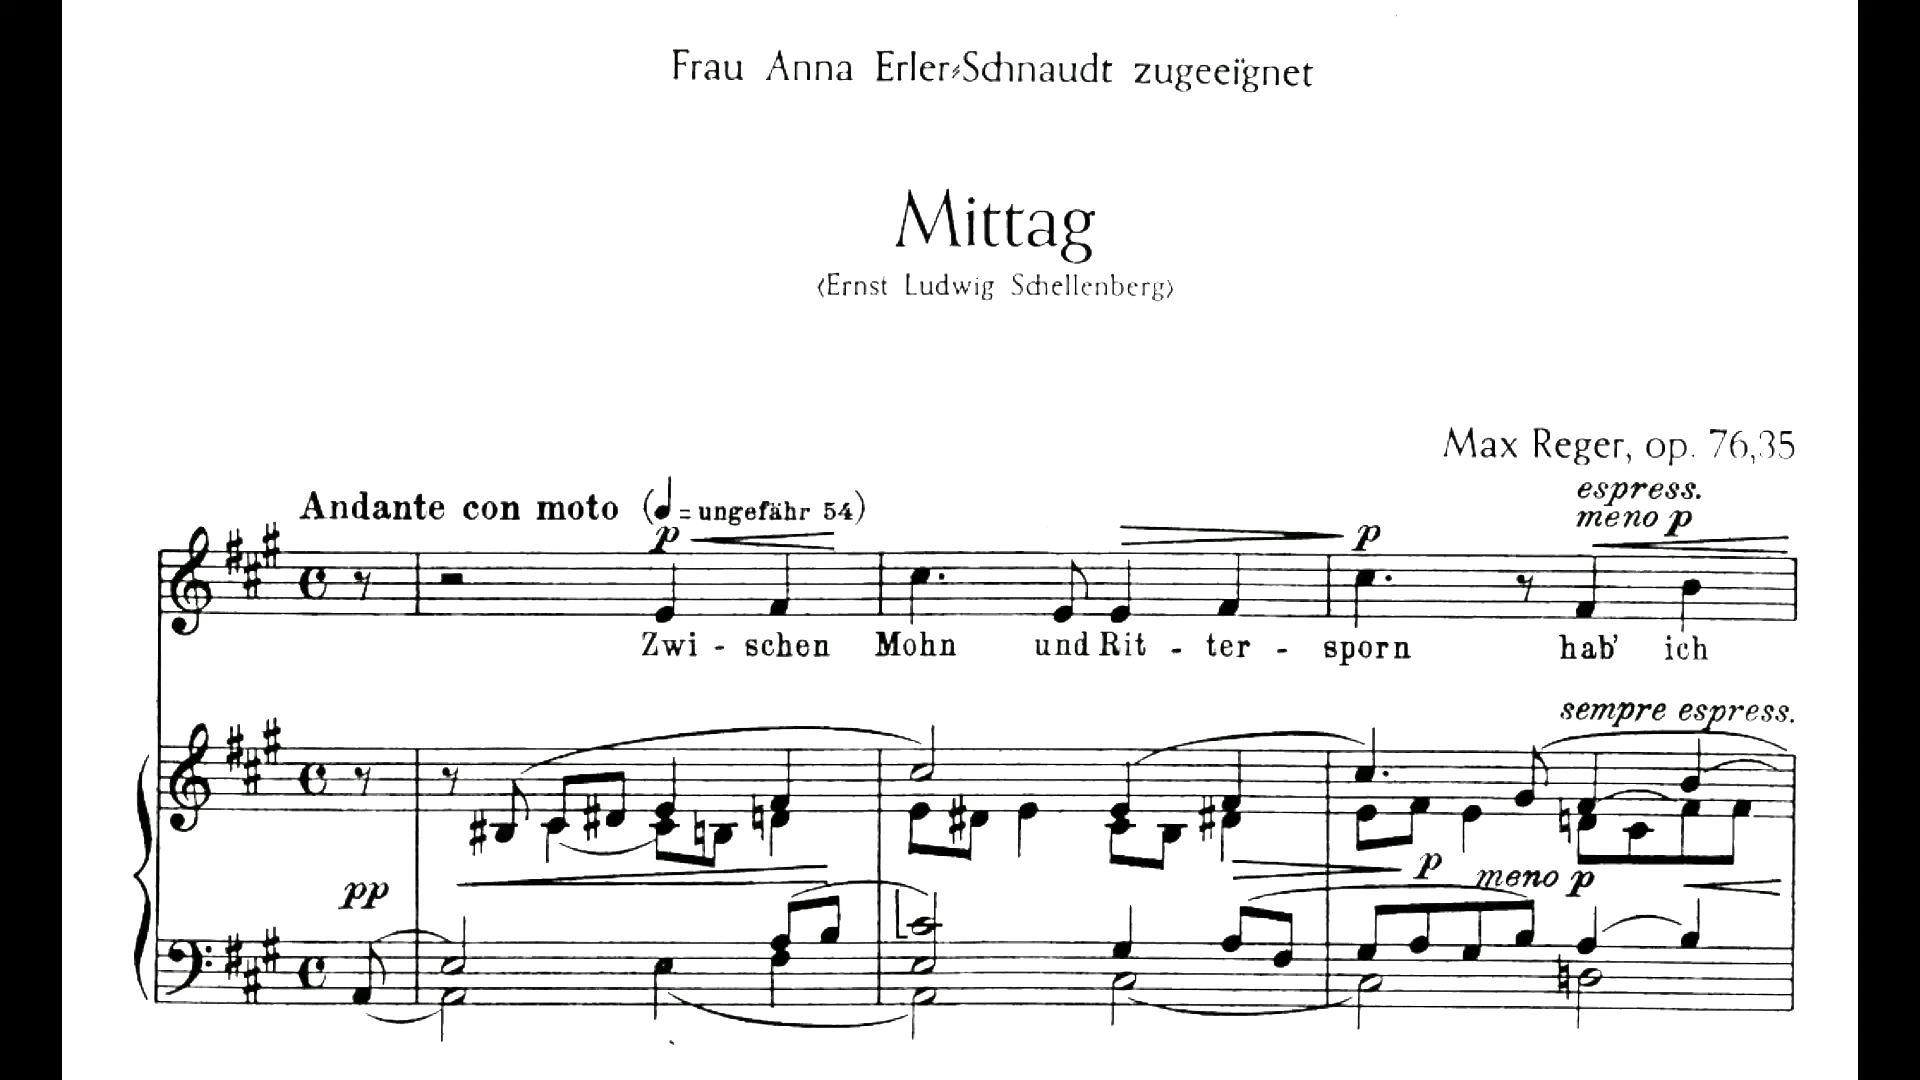 Frau Anna Erler-Schnaudt zugeeignet
Mittag
(Ernst Ludwig Schellenberg)
Max Reger, op. 76,35
espress.
Andante con moto (♩ = ungefähr 54)
meno p
p
p
Zwi - schen Mohn und Rit - ter - sporn hab' ich
sempre espress.
pp
p
meno p